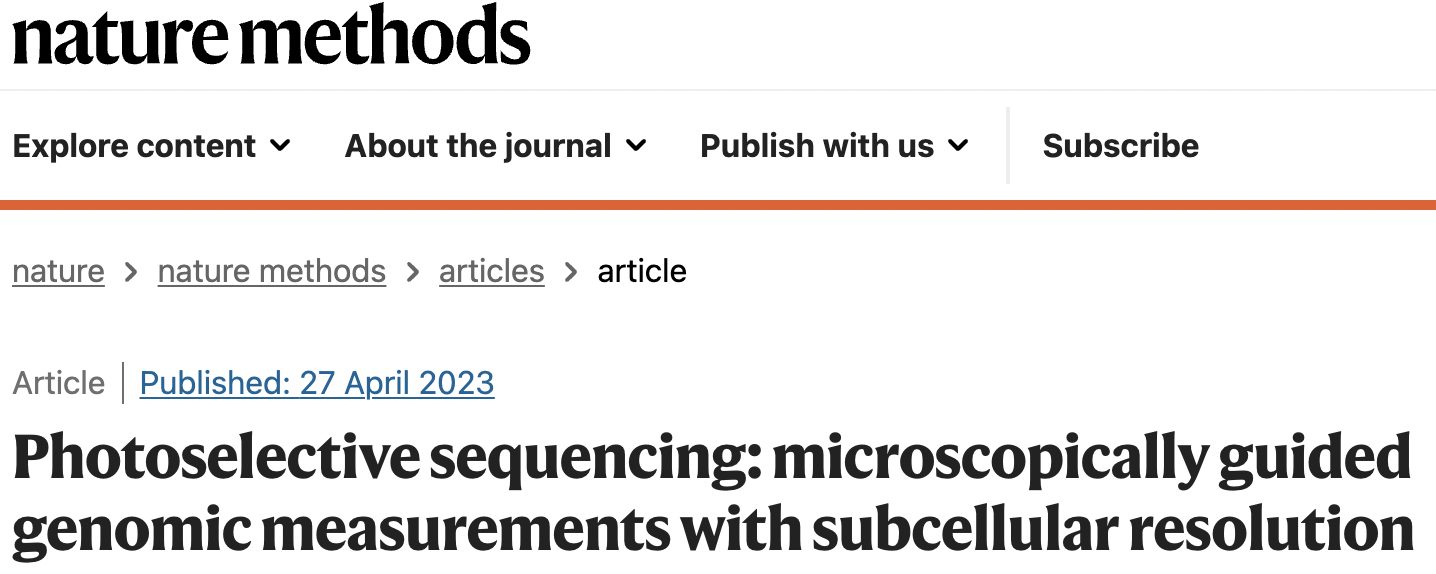 nature methods
Explore content About the journal Publish with us Subscribe
nature > nature methods > articles > article
Article | Published: 27 April 2023
Photoselective sequencing: microscopically guided
genomic measurements with subcellular resolution